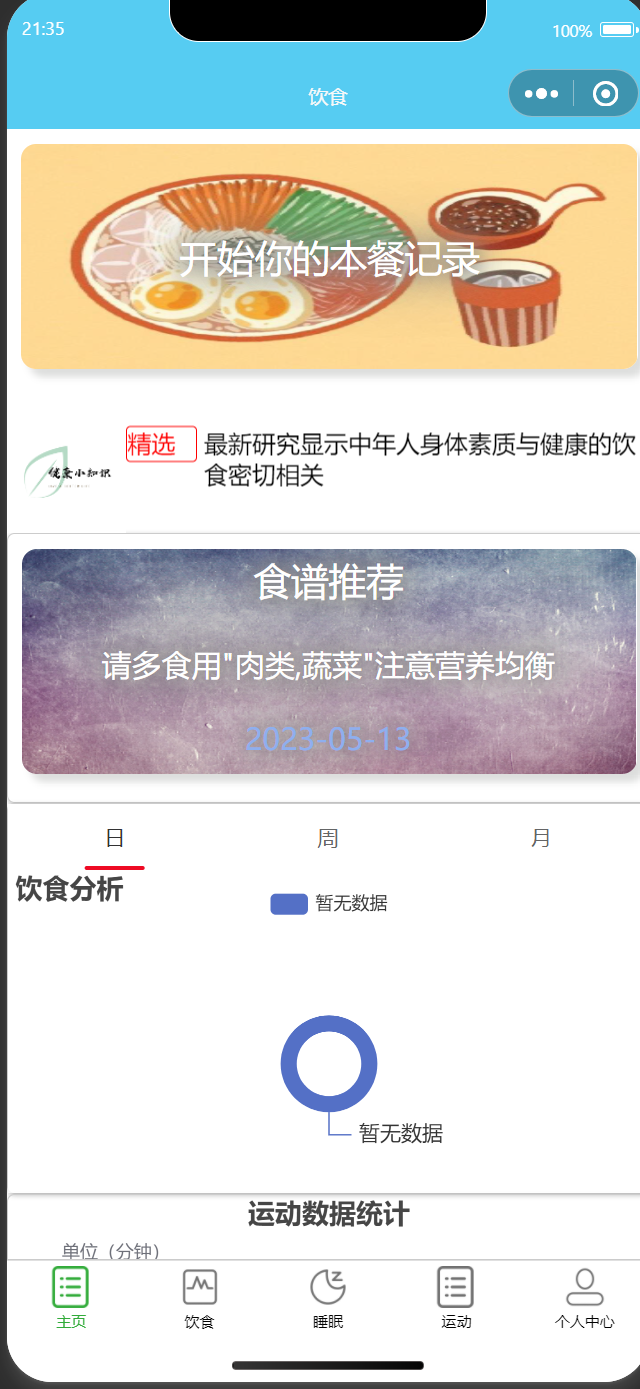 21:35
100%
饮食
开始你的本餐记录
精选
最新研究显示中年人身体素质与健康的饮
食密切相关
健康小知识
食谱推荐
请多食用"肉类,蔬菜"注意营养均衡
2023-05-13
日
周
月
饮食分析
暂无数据
暂无数据
运动数据统计
单位（分钟）
主页
饮食
睡眠
运动
个人中心